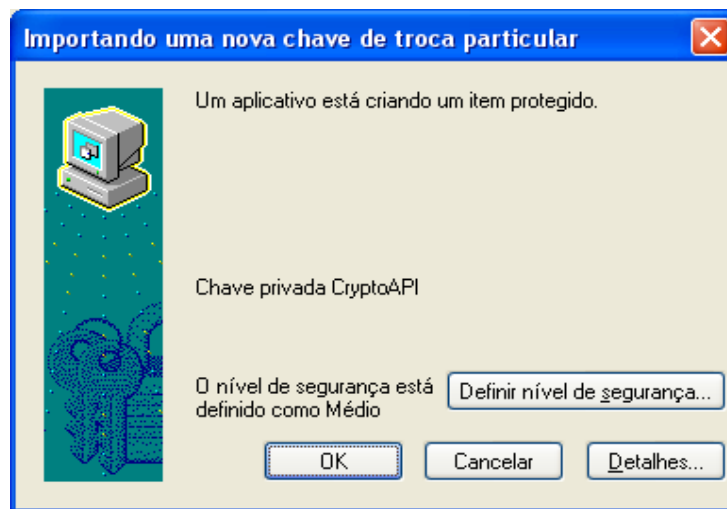 Importando uma nova chave de troca particular
Um aplicativo está criando um item protegido.
Chave privada CryptoAPI
O nível de segurança está
definido como Médio
Definir nível de segurança...
OK
Cancelar
Detalhes...